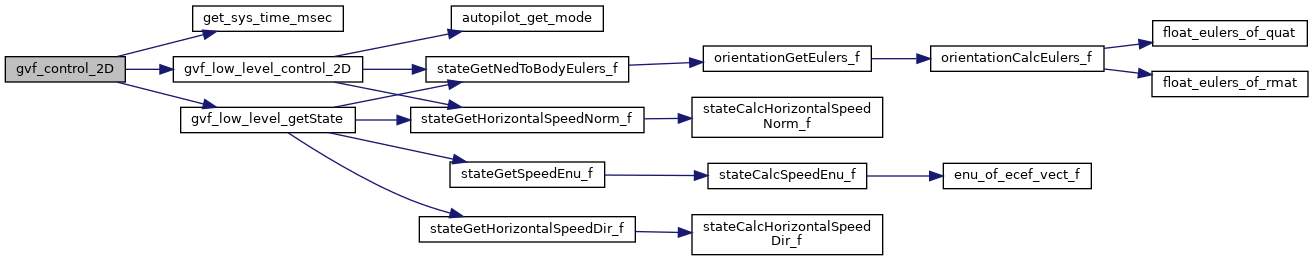 gvf_control_2D
get_sys_time_msec
gvf_low_level_control_2D
gvf_low_level_getState
autopilot_get_mode
stateGetNedToBodyEulers_f
stateGetHorizontalSpeedNorm_f
stateGetSpeedEnu_f
stateGetHorizontalSpeedDir_f
orientationGetEulers_f
stateCalcHorizontalSpeed
Norm_f
stateCalcSpeedEnu_f
stateCalcHorizontalSpeed
Dir_f
orientationCalcEulers_f
enu_of_ecef_vect_f
float_eulers_of_quat
float_eulers_of_rmat